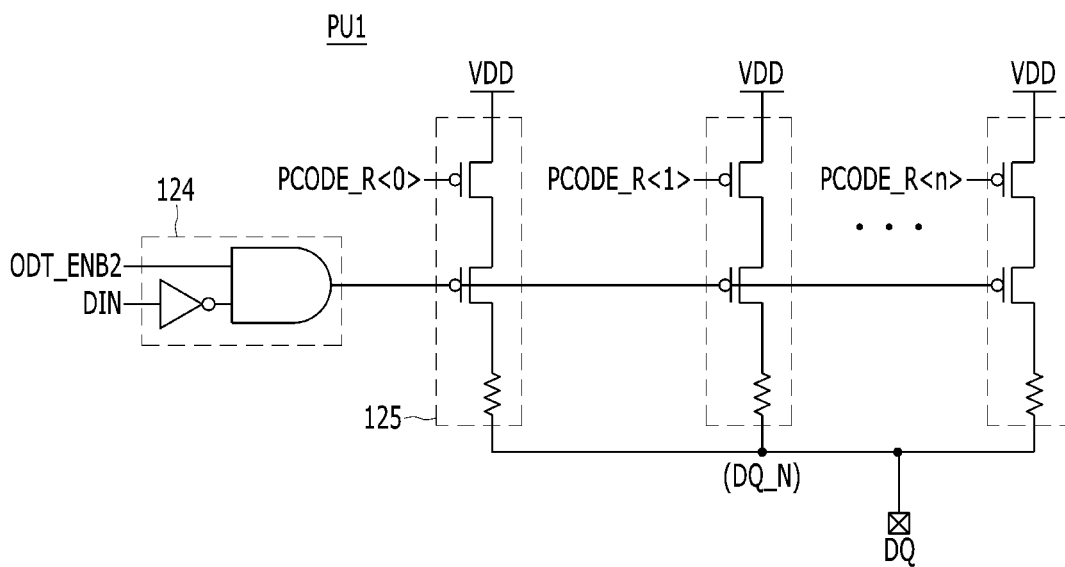 PU1
VDD
VDD
VDD
PCODE_R<0>
PCODE_R<1>
PCODE_R<n>
124
ODT_ENB2
DIN
125
(DQ_N)
DQ